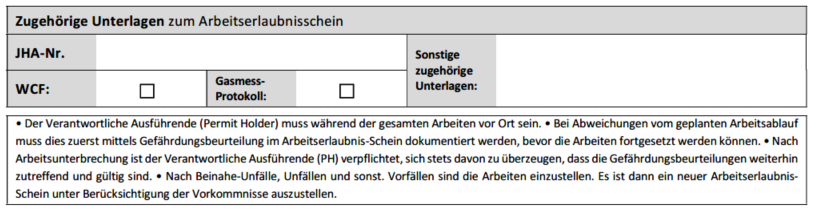 Zugehörige Unterlagen zum Arbeitserlaubnisschein
JHA-Nr.
Sonstige
zugehörige
Unterlagen:
WCF: ☐ Gasmess-
Protokoll: ☐
• Der Verantwortliche Ausführende (Permit Holder) muss während der gesamten Arbeiten vor Ort sein. • Bei Abweichungen vom geplanten Arbeitsablauf
muss dies zuerst mittels Gefährdungsbeurteilung im Arbeitserlaubnis-Schein dokumentiert werden, bevor die Arbeiten fortgesetzt werden können. • Nach
Arbeitsunterbrechung ist der Verantwortliche Ausführende (PH) verpflichtet, sich stets davon zu überzeugen, dass die Gefährdungsbeurteilungen weiterhin
zutreffend und gültig sind. • Nach Beinahe-Unfälle, Unfällen und sonst. Vorfällen sind die Arbeiten einzustellen. Es ist dann ein neuer Arbeitserlaubnis-
Schein unter Berücksichtigung der Vorkommnisse auszustellen.